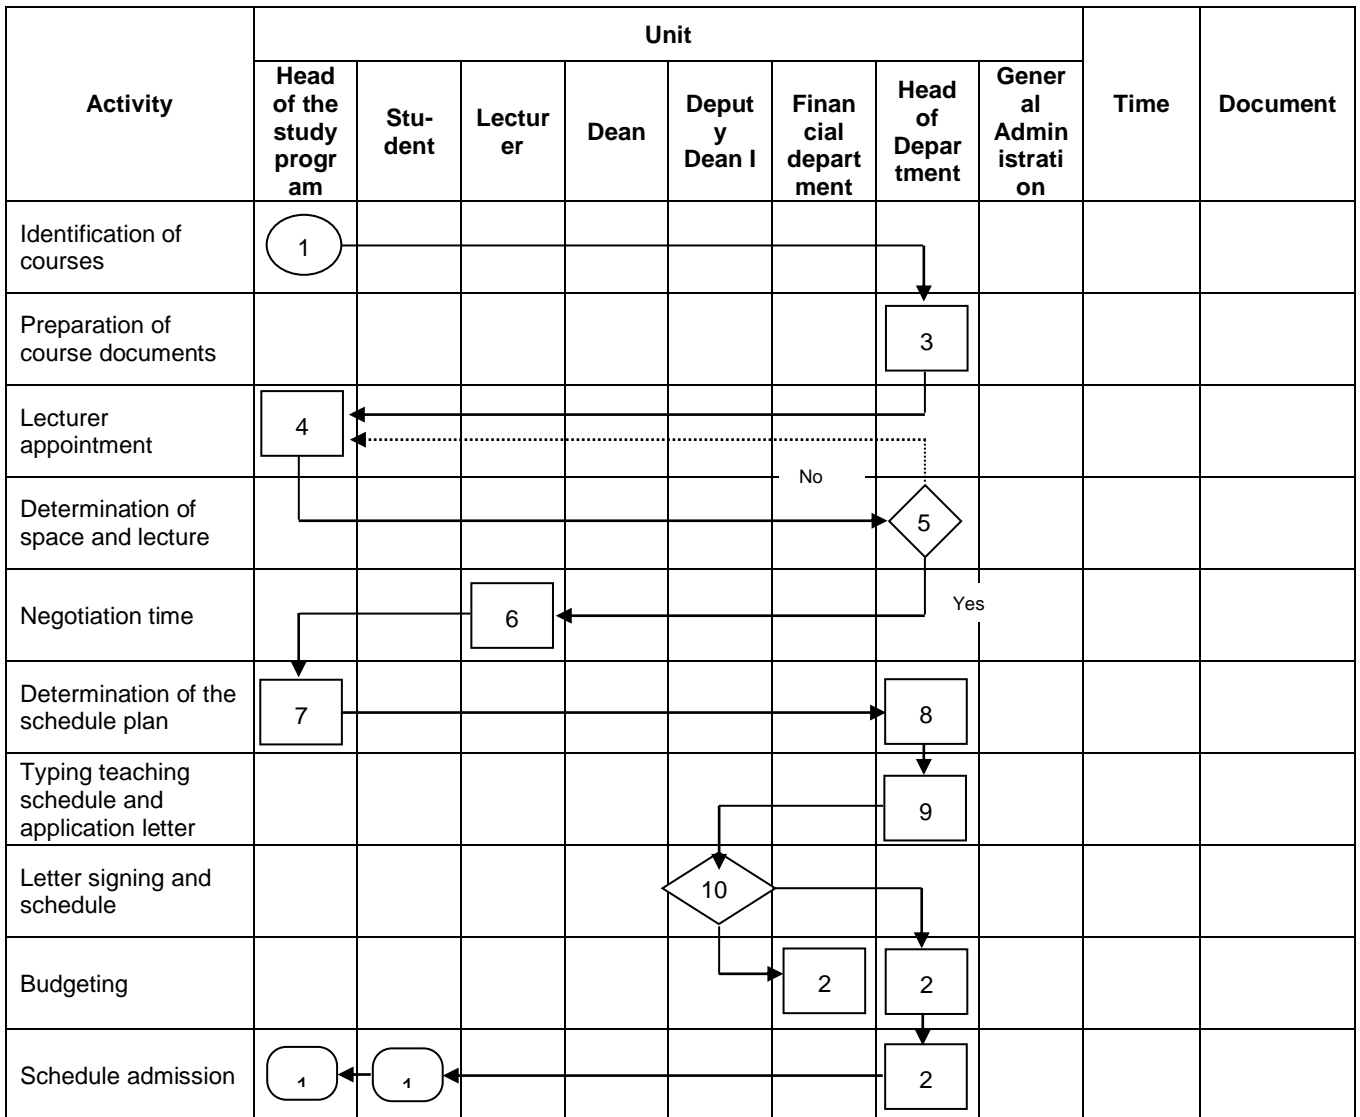 Activity
Unit
Time
Document
Head
of the
study
progr
am
Stu-
dent
Lectur
er
Dean
Deput
y
Dean I
Finan
cial
depart
ment
Head
of
Depar
tment
Gener
al
Admin
istrati
on
Identification of
courses
1
Preparation of
course documents
3
Lecturer
appointment
4
No
Determination of
space and lecture
5
Negotiation time
6
Yes
Determination of the
schedule plan
7
8
Typing teaching
schedule and
application letter
9
Letter signing and
schedule
10
Budgeting
2
2
Schedule admission
1
1
2